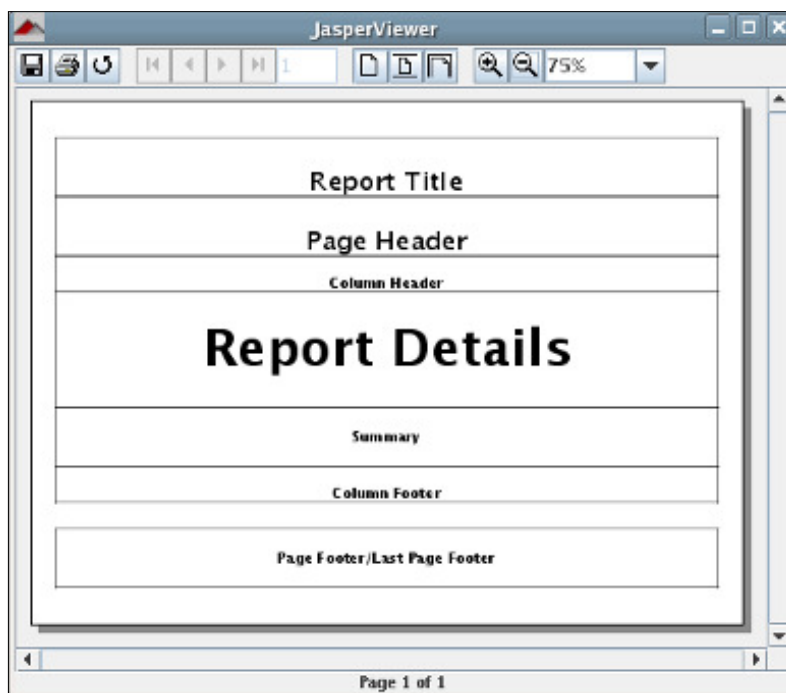 JasperViewer
1 75%
Report Title
Page Header
Column Header
Report Details
Summary
Column Footer
Page Footer/Last Page Footer
Page 1 of 1